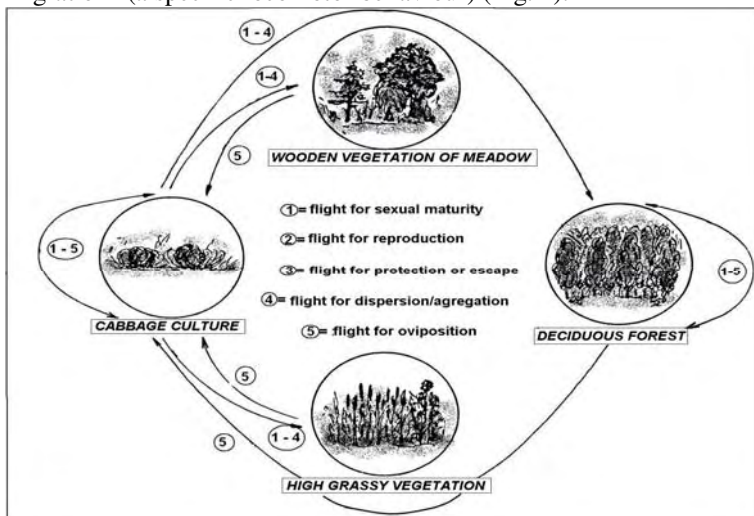 1 - 4
1-4
5
WOODEN VEGETATION OF MEADOW
1 = flight for sexual maturity
2 = flight for reproduction
3 = flight for protection or escape
4 = flight for dispersion/agregation
5 = flight for oviposition
1 - 5
1-5
CABBAGE CULTURE
DECIDUOUS FOREST
5
1 - 4
5
HIGH GRASSY VEGETATION